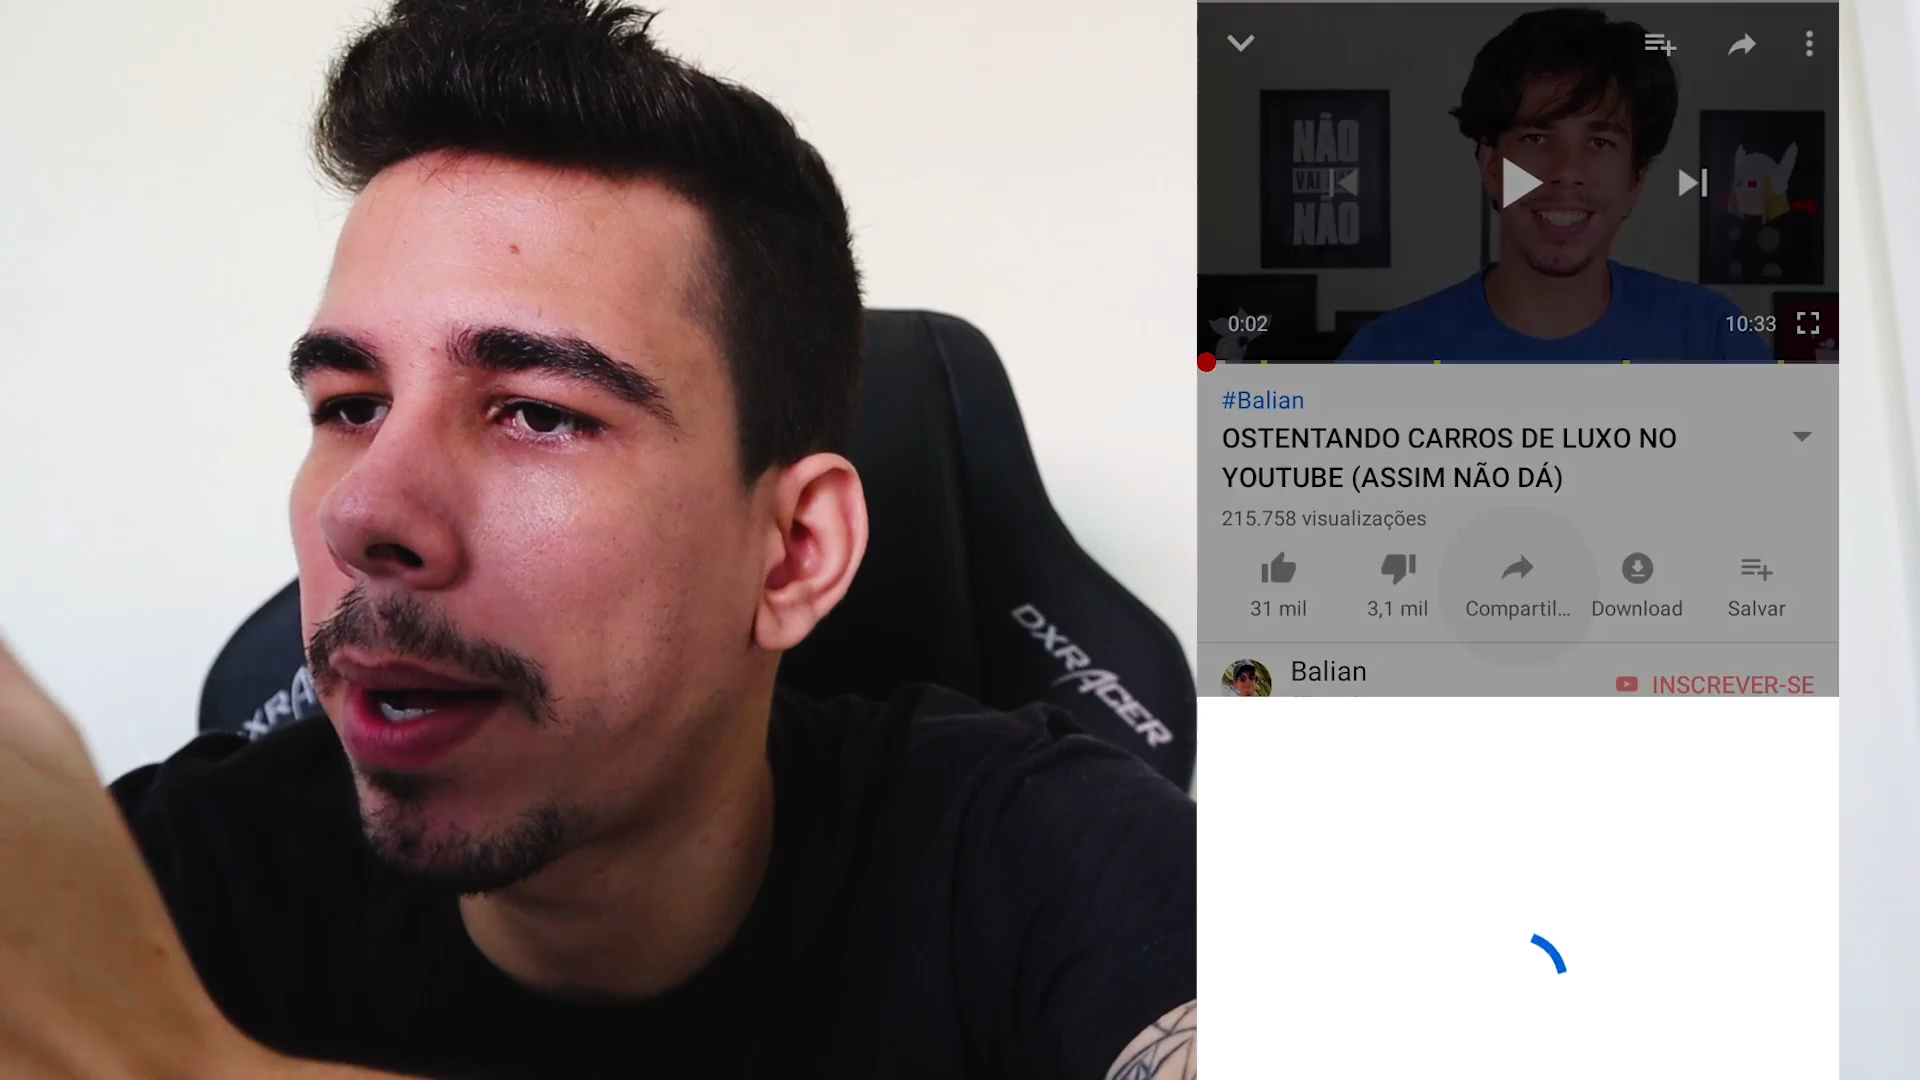 NÃO
NÃO
0:02
10:33
#Balian
OSTENTANDO CARROS DE LUXO NO
YOUTUBE (ASSIM NÃO DÁ)
215.758 visualizações
31 mil
3,1 mil
Compartil...
Download
Salvar
Balian
INSCREVER-SE
DXRACER